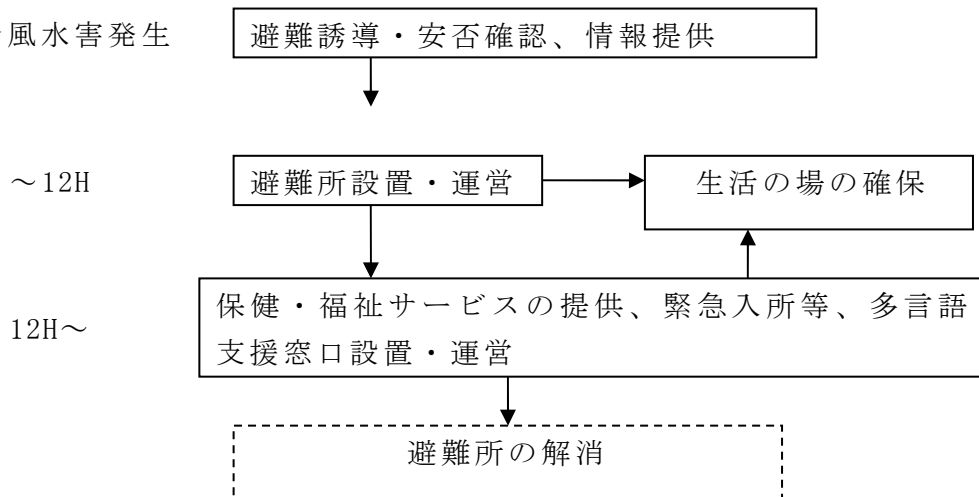 風水害発生
避難誘導・安否確認、情報提供
～12H
避難所設置・運営
生活の場の確保
12H～
保健・福祉サービスの提供、緊急入所等、多言語
支援窓口設置・運営
避難所の解消